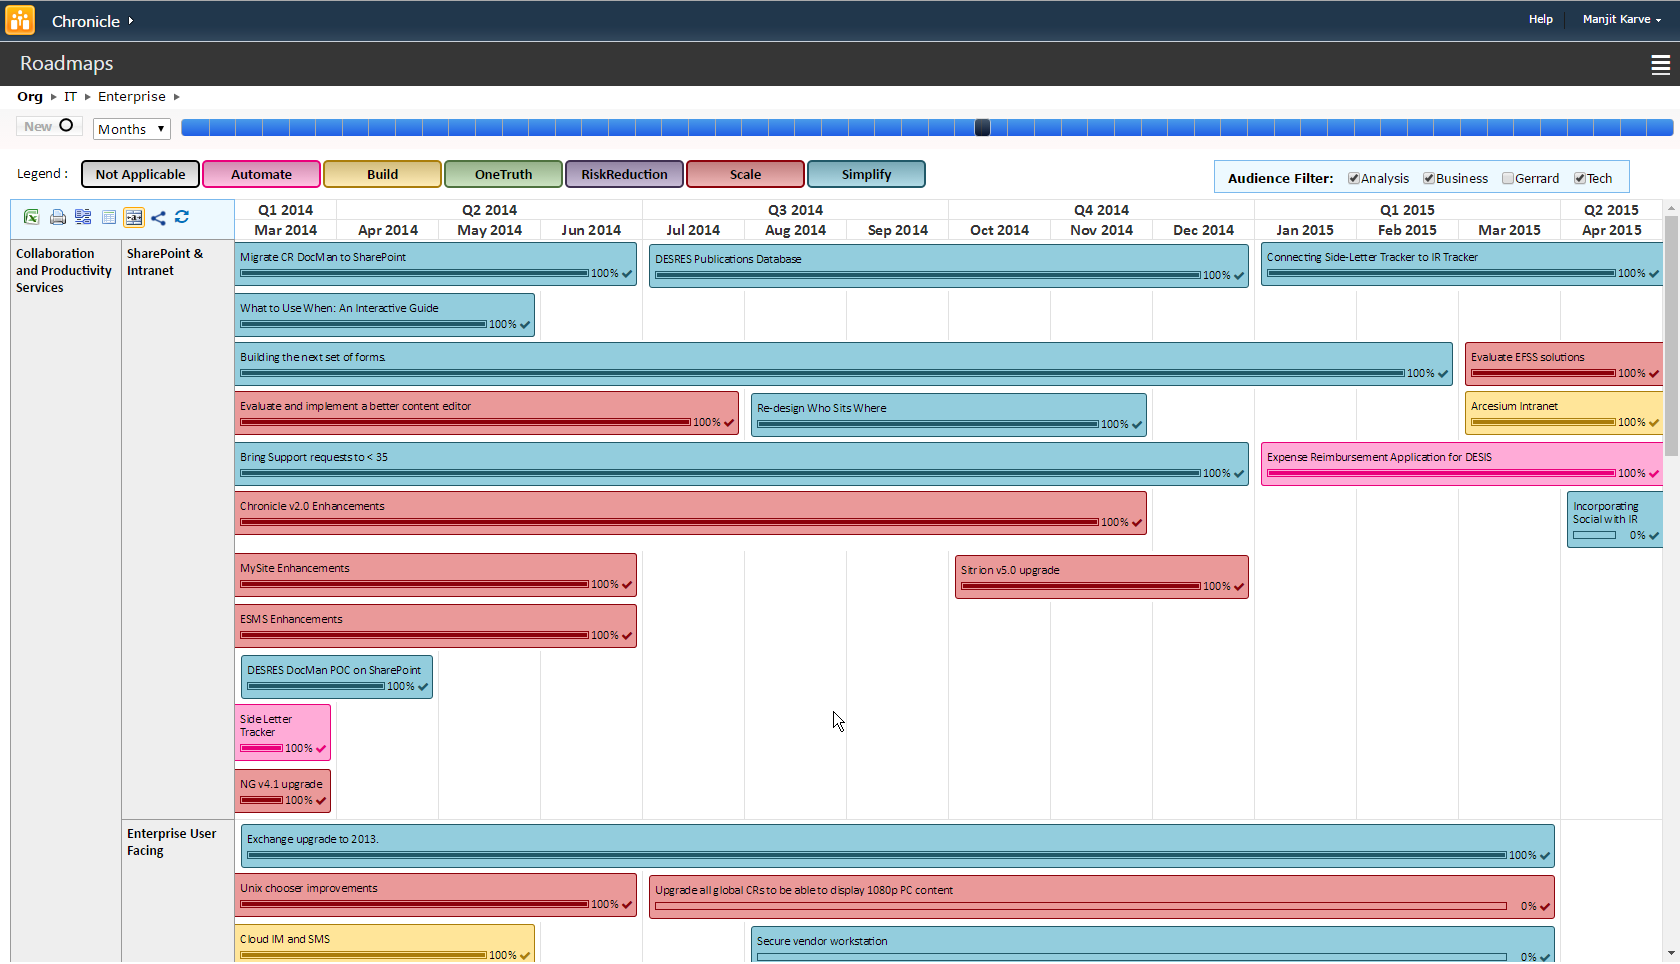 Chronicle
Help
Manjit Karve
Roadmaps
Org IT Enterprise
New
Months
Legend :
Not Applicable
Automate
Build
OneTruth
RiskReduction
Scale
Simplify
Audience Filter: Analysis Business Gerrard Tech
Q1 2014 Q2 2014 Q3 2014 Q4 2014 Q1 2015 Q2 2015
Mar 2014 Apr 2014 May 2014 Jun 2014 Jul 2014 Aug 2014 Sep 2014 Oct 2014 Nov 2014 Dec 2014 Jan 2015 Feb 2015 Mar 2015 Apr 2015
Collaboration
and Productivity
Services
SharePoint &
Intranet
Migrate CR DocMan to SharePoint
100%
DESRES Publications Database
100%
Connecting Side-Letter Tracker to IR Tracker
100%
What to Use When: An Interactive Guide
100%
Building the next set of forms.
100%
Evaluate EFSS solutions
100%
Evaluate and implement a better content editor
100%
Re-design Who Sits Where
100%
Arcesium Intranet
100%
Bring Support requests to < 35
100%
Expense Reimbursement Application for DESIS
100%
Chronicle v2.0 Enhancements
100%
Incorporating
Social with IR
0%
MySite Enhancements
100%
Sitrion v5.0 upgrade
100%
ESMS Enhancements
100%
DESRES DocMan POC on SharePoint
100%
Side Letter
Tracker
100%
NG v4.1 upgrade
100%
Enterprise User
Facing
Exchange upgrade to 2013.
100%
Unix chooser improvements
100%
Upgrade all global CRs to be able to display 1080p PC content
0%
Cloud IM and SMS
100%
Secure vendor workstation
0%